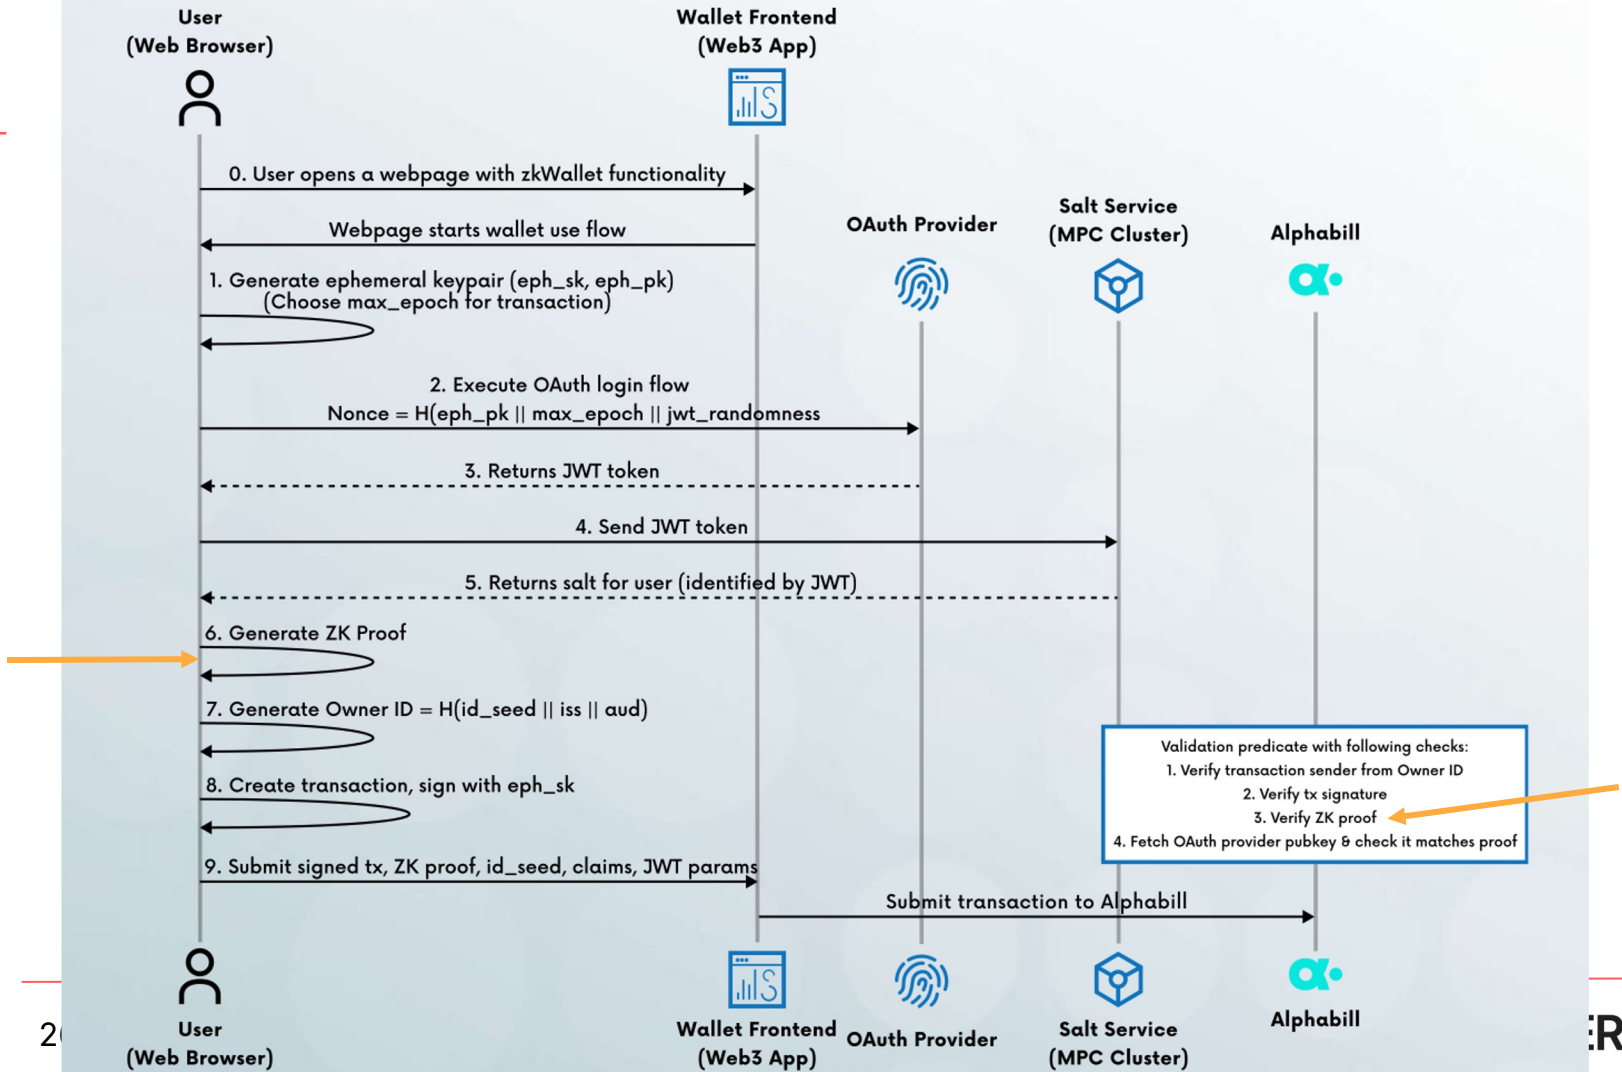 User
(Web Browser)
Wallet Frontend
(Web3 App)
0. User opens a webpage with zkWallet functionality
Webpage starts wallet use flow
OAuth Provider
Salt Service
(MPC Cluster)
Alphabill
1. Generate ephemeral keypair (eph_sk, eph_pk)
(Choose max_epoch for transaction)
2. Execute OAuth login flow
Nonce = H(eph_pk || max_epoch || jwt_randomness
3. Returns JWT token
4. Send JWT token
5. Returns salt for user (identified by JWT)
6. Generate ZK Proof
7. Generate Owner ID = H(id_seed || iss || aud)
8. Create transaction, sign with eph_sk
Validation predicate with following checks:
1. Verify transaction sender from Owner ID
2. Verify tx signature
3. Verify ZK proof
4. Fetch OAuth provider pubkey & check it matches proof
9. Submit signed tx, ZK proof, id_seed, claims, JWT params
Submit transaction to Alphabill
User
(Web Browser)
Wallet Frontend
(Web3 App)
OAuth Provider
Salt Service
(MPC Cluster)
Alphabill